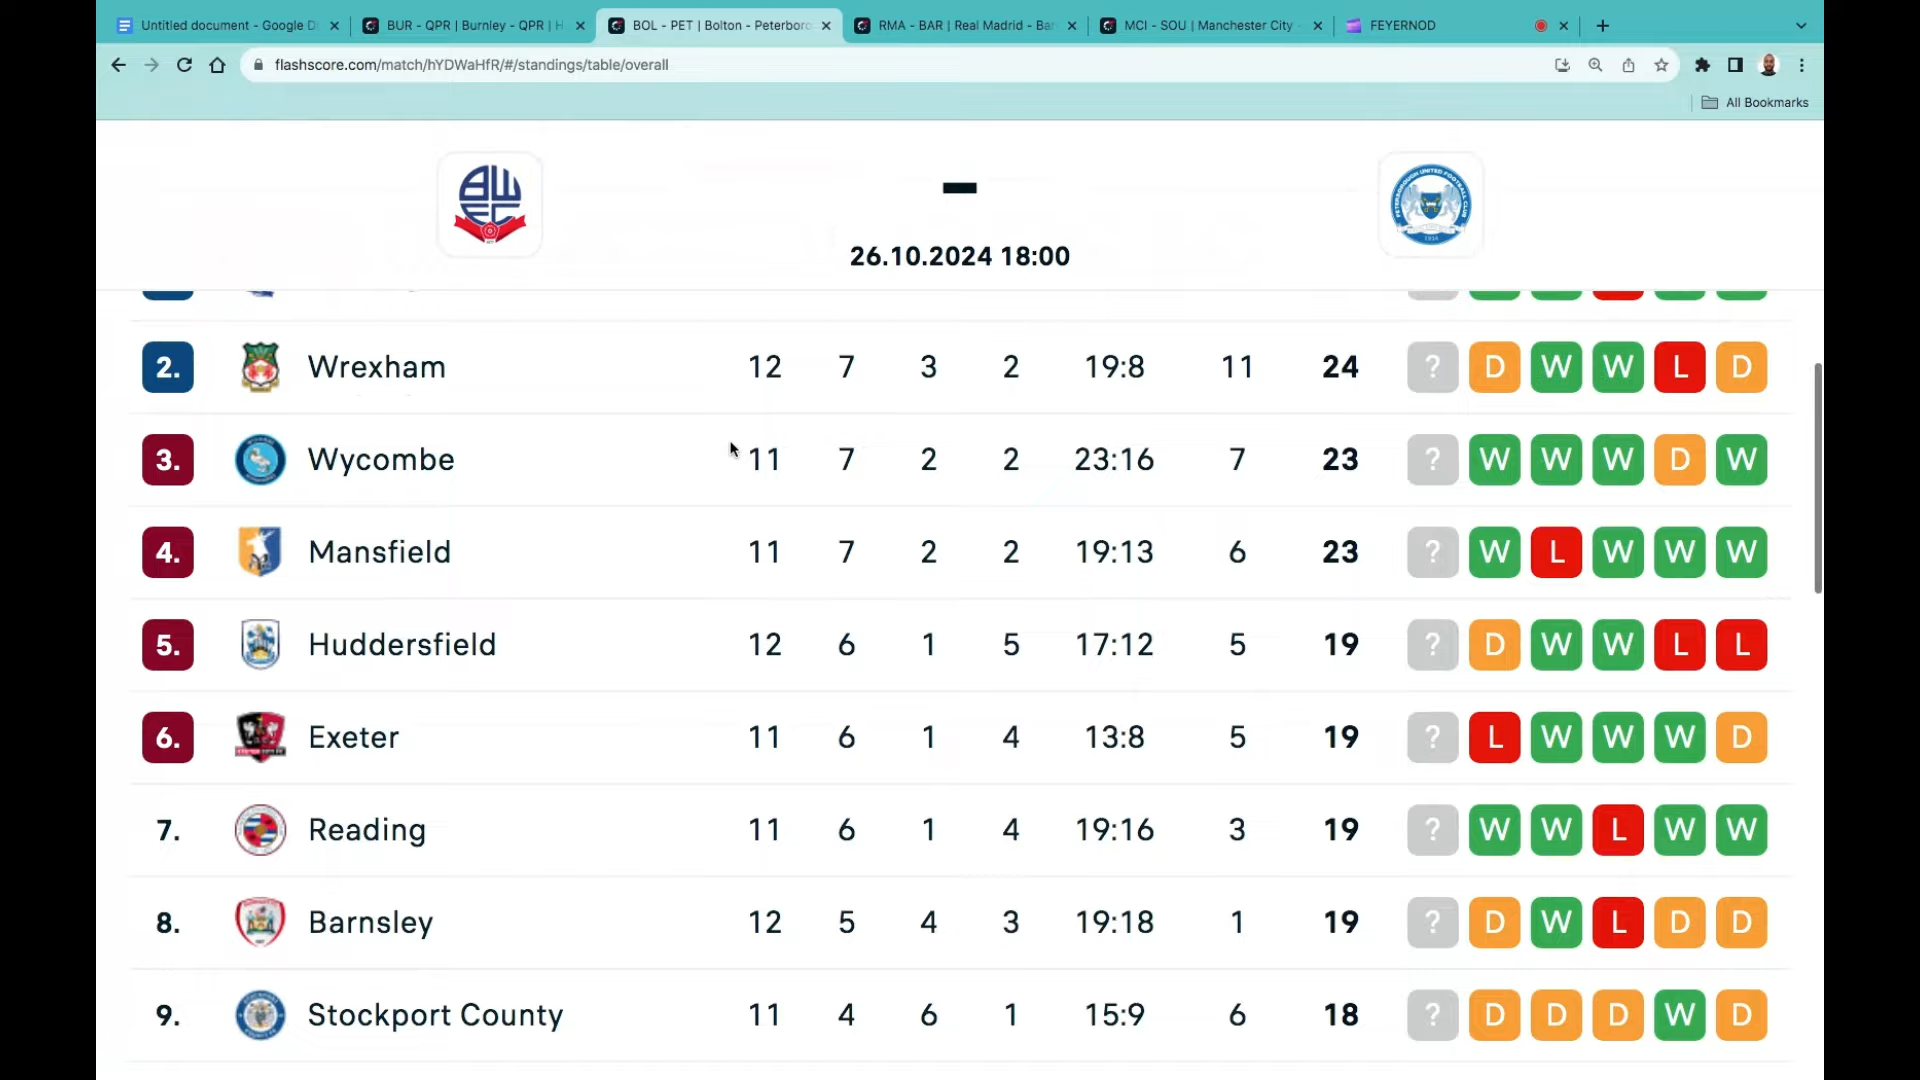 Untitled document - Google D
BUR - QPR | Burnley - QPR | H
BOL - PET | Bolton - Peterboro
RMA - BAR | Real Madrid - Bar
MCI - SOU | Manchester City -
FEYERNOD
flashscore.com/match/hYDWaHfR/#/standings/table/overall
All Bookmarks
-
26.10.2024 18:00
2. Wrexham 12 7 3 2 19:8 11 24 ? D W W L D
3. Wycombe 11 7 2 2 23:16 7 23 ? W W W D W
4. Mansfield 11 7 2 2 19:13 6 23 ? W L W W W
5. Huddersfield 12 6 1 5 17:12 5 19 ? D W W L L
6. Exeter 11 6 1 4 13:8 5 19 ? L W W W D
7. Reading 11 6 1 4 19:16 3 19 ? W W L W W
8. Barnsley 12 5 4 3 19:18 1 19 ? D W L D D
9. Stockport County 11 4 6 1 15:9 6 18 ? D D D W D